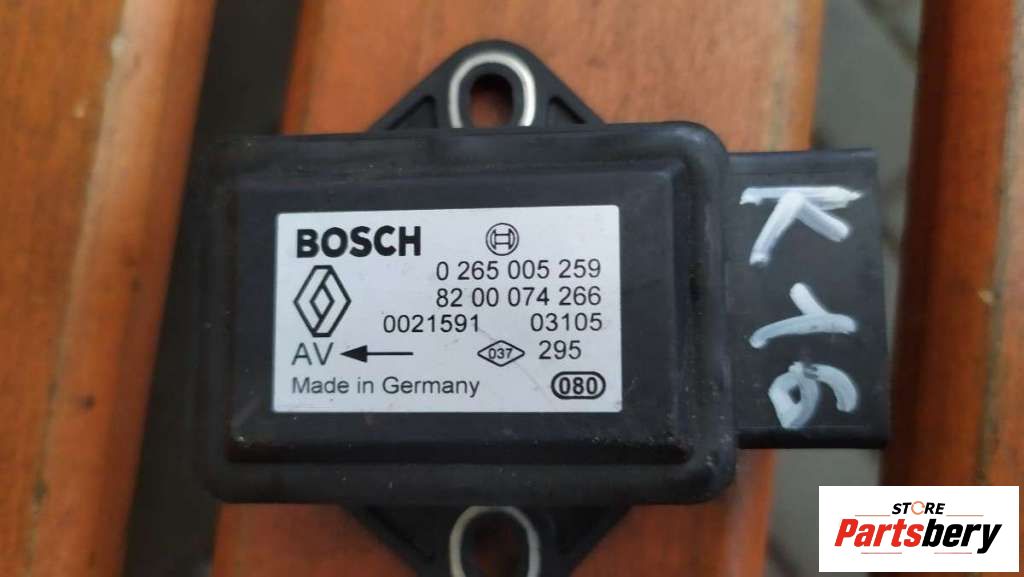 BOSCH
0 265 005 259
82 00 074 266
0021591 03105
AV 037 295
Made in Germany 080
K 16
STORE
Partsbery